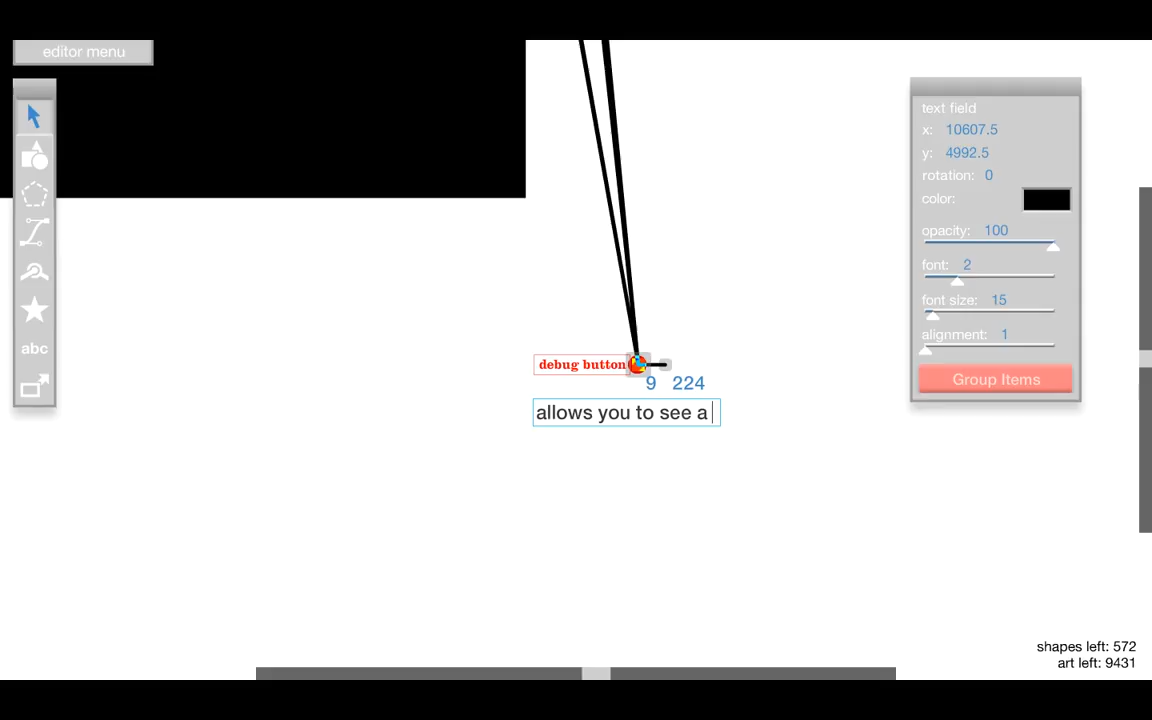 editor menu
abc
debug button
9 224
allows you to see a
text field
x: 10607.5
y: 4992.5
rotation: 0
color:
opacity: 100
font: 2
font size: 15
alignment: 1
Group Items
shapes left: 572
art left: 9431